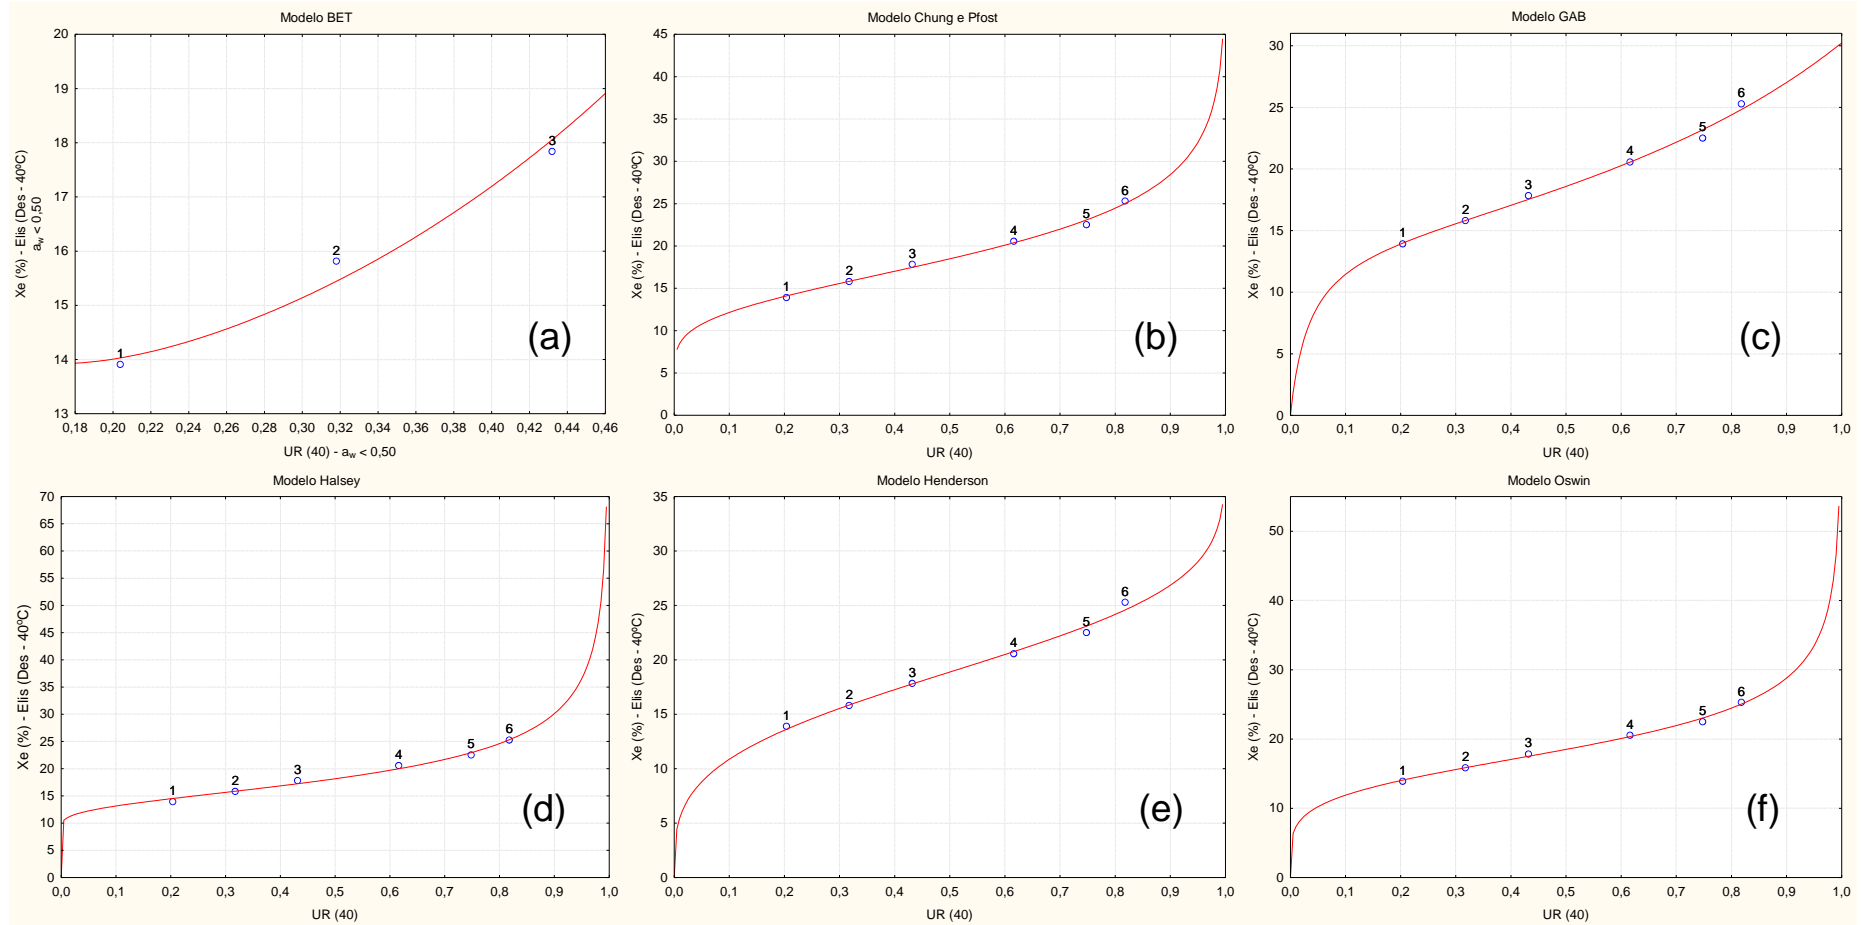 Modelo BET
20
19
18
17
16
15
14
13
Xe (%) - Elis (Des - 40ºC)
a_w < 0,50
1
2
3
(a)
0,18 0,20 0,22 0,24 0,26 0,28 0,30 0,32 0,34 0,36 0,38 0,40 0,42 0,44 0,46
UR (40) - a_w < 0,50
Modelo Chung e Pfost
45
40
35
30
25
20
15
10
5
0
Xe (%) - Elis (Des - 40ºC)
1
2
3
4
5
6
(b)
0,0 0,1 0,2 0,3 0,4 0,5 0,6 0,7 0,8 0,9 1,0
UR (40)
Modelo GAB
30
25
20
15
10
5
0
Xe (%) - Elis (Des - 40ºC)
1
2
3
4
5
6
(c)
0,0 0,1 0,2 0,3 0,4 0,5 0,6 0,7 0,8 0,9 1,0
UR (40)
Modelo Halsey
70
65
60
55
50
45
40
35
30
25
20
15
10
5
0
Xe (%) - Elis (Des - 40ºC)
1
2
3
4
5
6
(d)
0,0 0,1 0,2 0,3 0,4 0,5 0,6 0,7 0,8 0,9 1,0
UR (40)
Modelo Henderson
35
30
25
20
15
10
5
0
Xe (%) - Elis (Des - 40ºC)
1
2
3
4
5
6
(e)
0,0 0,1 0,2 0,3 0,4 0,5 0,6 0,7 0,8 0,9 1,0
UR (40)
Modelo Oswin
50
40
30
20
10
0
Xe (%) - Elis (Des - 40ºC)
1
2
3
4
5
6
(f)
0,0 0,1 0,2 0,3 0,4 0,5 0,6 0,7 0,8 0,9 1,0
UR (40)